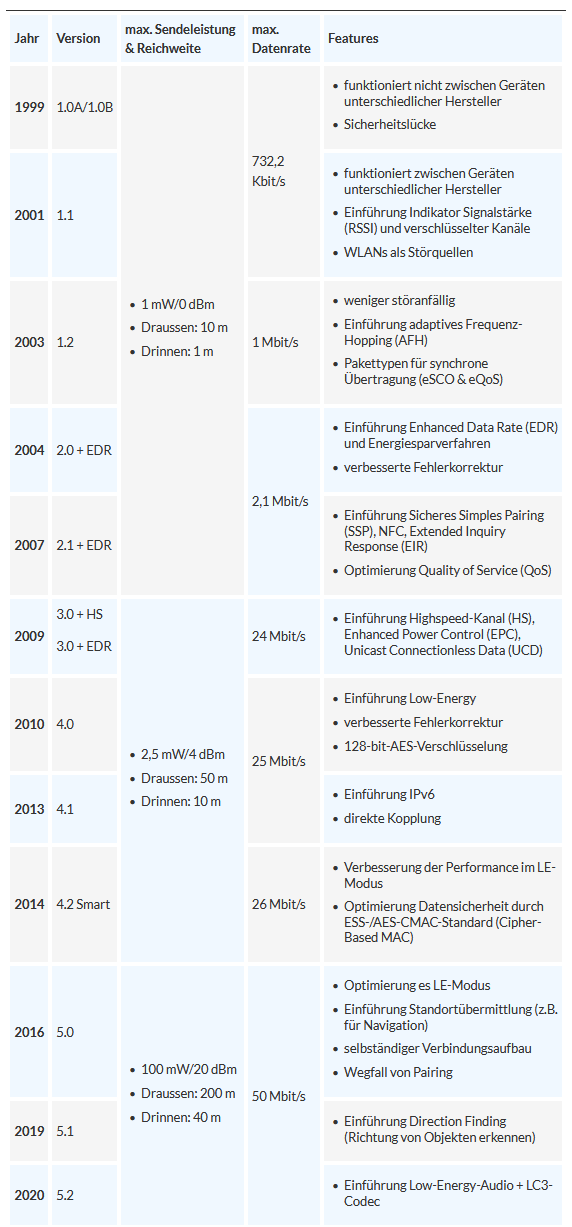 Jahr Version max. Sendeleistung & Reichweite max. Datenrate Features
1999 1.0A/1.0B
• funktioniert nicht zwischen Geräten
unterschiedlicher Hersteller
• Sicherheitslücke
732,2
Kbit/s
2001 1.1
• funktioniert zwischen Geräten
unterschiedlicher Hersteller
• Einführung Indikator Signalstärke
(RSSI) und verschlüsselter Kanäle
• WLANs als Störquellen
• 1 mW/0 dBm
• Draussen: 10 m
• Drinnen: 1 m
2003 1.2 1 Mbit/s
• weniger störanfällig
• Einführung adaptives Frequenz-
Hopping (AFH)
• Pakettypen für synchrone
Übertragung (eSCO & eQoS)
2004 2.0 + EDR
• Einführung Enhanced Data Rate (EDR)
und Energiesparverfahren
• verbesserte Fehlerkorrektur
2,1 Mbit/s
2007 2.1 + EDR
• Einführung Sicheres Simples Pairing
(SSP), NFC, Extended Inquiry
Response (EIR)
• Optimierung Quality of Service (QoS)
2009 3.0 + HS
3.0 + EDR
24 Mbit/s
• Einführung Highspeed-Kanal (HS),
Enhanced Power Control (EPC),
Unicast Connectionless Data (UCD)
2010 4.0
• Einführung Low-Energy
• verbesserte Fehlerkorrektur
• 128-bit-AES-Verschlüsselung
• 2,5 mW/4 dBm
• Draussen: 50 m
• Drinnen: 10 m
25 Mbit/s
2013 4.1
• Einführung IPv6
• direkte Kopplung
2014 4.2 Smart 26 Mbit/s
• Verbesserung der Performance im LE-
Modus
• Optimierung Datensicherheit durch
ESS-/AES-CMAC-Standard (Cipher-
Based MAC)
2016 5.0
• Optimierung es LE-Modus
• Einführung Standortübermittlung (z.B.
für Navigation)
• selbständiger Verbindungsaufbau
• Wegfall von Pairing
• 100 mW/20 dBm
• Draussen: 200 m
• Drinnen: 40 m
50 Mbit/s
2019 5.1
• Einführung Direction Finding
(Richtung von Objekten erkennen)
2020 5.2
• Einführung Low-Energy-Audio + LC3-
Codec